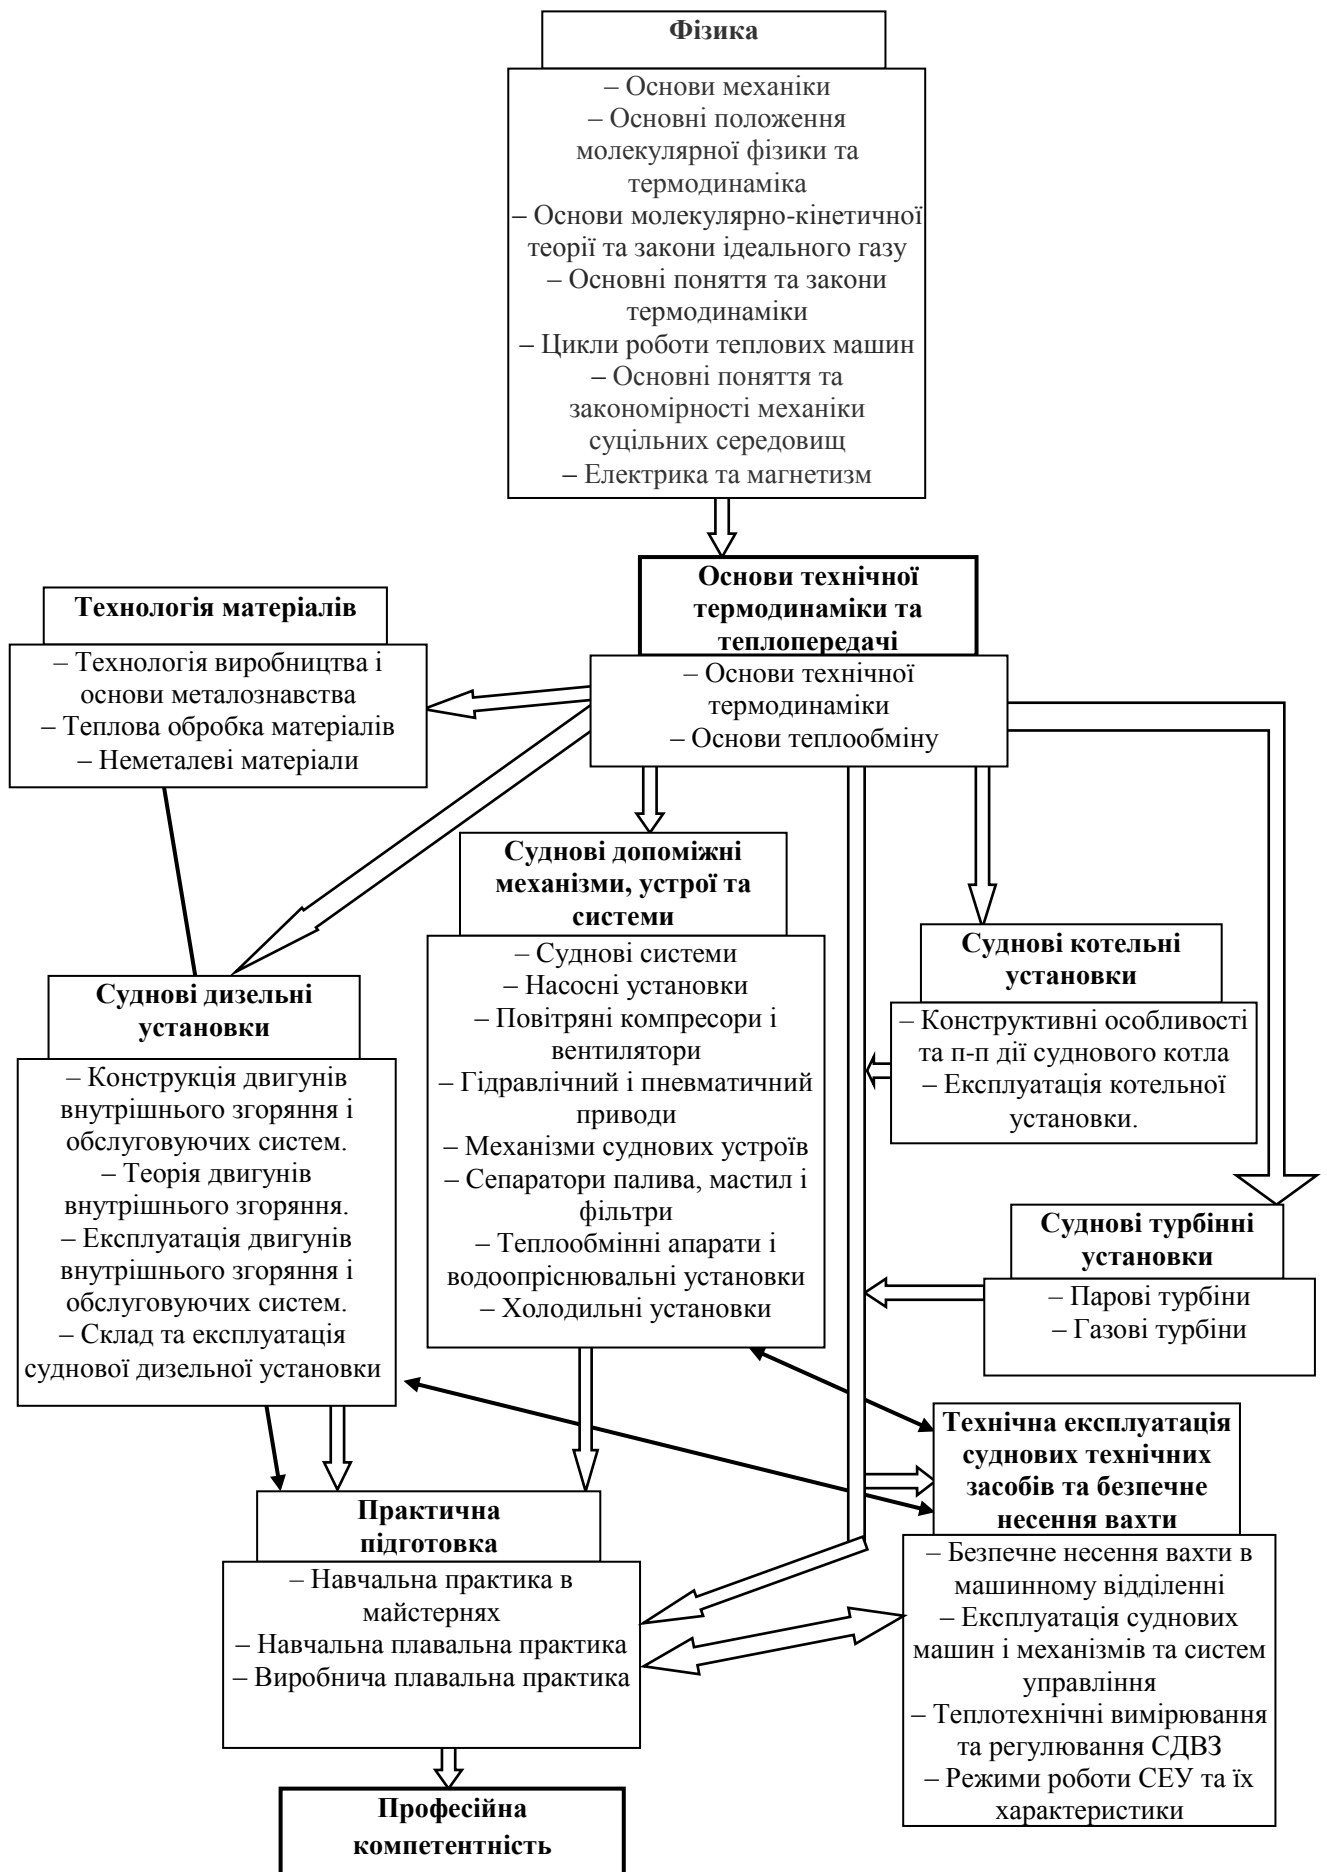 Фізика
– Основи механіки
– Основні положення
молекулярної фізики та
термодинаміка
– Основи молекулярно-кінетичної
теорії та закони ідеального газу
– Основні поняття та закони
термодинаміки
– Цикли роботи теплових машин
– Основні поняття та
закономірності механіки
суцільних середовищ
– Електрика та магнетизм
Основи технічної
термодинаміки та
теплопередачі
– Основи технічної
термодинаміки
– Основи теплообміну
Технологія матеріалів
– Технологія виробництва і
основи металознавства
– Теплова обробка матеріалів
– Неметалеві матеріали
Суднові допоміжні
механізми, устрої та
системи
– Суднові системи
– Насосні установки
– Повітряні компресори і
вентилятори
– Гідравлічний і пневматичний
приводи
– Механізми суднових устроїв
– Сепаратори палива, мастил і
фільтри
– Теплообмінні апарати і
водоопріснювальні установки
– Холодильні установки
Суднові котельні
установки
– Конструктивні особливості
та п-п дії суднового котла
– Експлуатація котельної
установки.
Суднові дизельні
установки
– Конструкція двигунів
внутрішнього згоряння і
обслуговуючих систем.
– Теорія двигунів
внутрішнього згоряння.
– Експлуатація двигунів
внутрішнього згоряння і
обслуговуючих систем.
– Склад та експлуатація
суднової дизельної установки
Суднові турбінні
установки
– Парові турбіни
– Газові турбіни
Технічна експлуатація
суднових технічних
засобів та безпечне
несення вахти
– Безпечне несення вахти в
машинному відділенні
– Експлуатація суднових
машин і механізмів та систем
управління
– Теплотехнічні вимірювання
та регулювання СДВЗ
– Режими роботи СЕУ та їх
характеристики
Практична
підготовка
– Навчальна практика в
майстернях
– Навчальна плавальна практика
– Виробнича плавальна практика
Професійна
компетентність